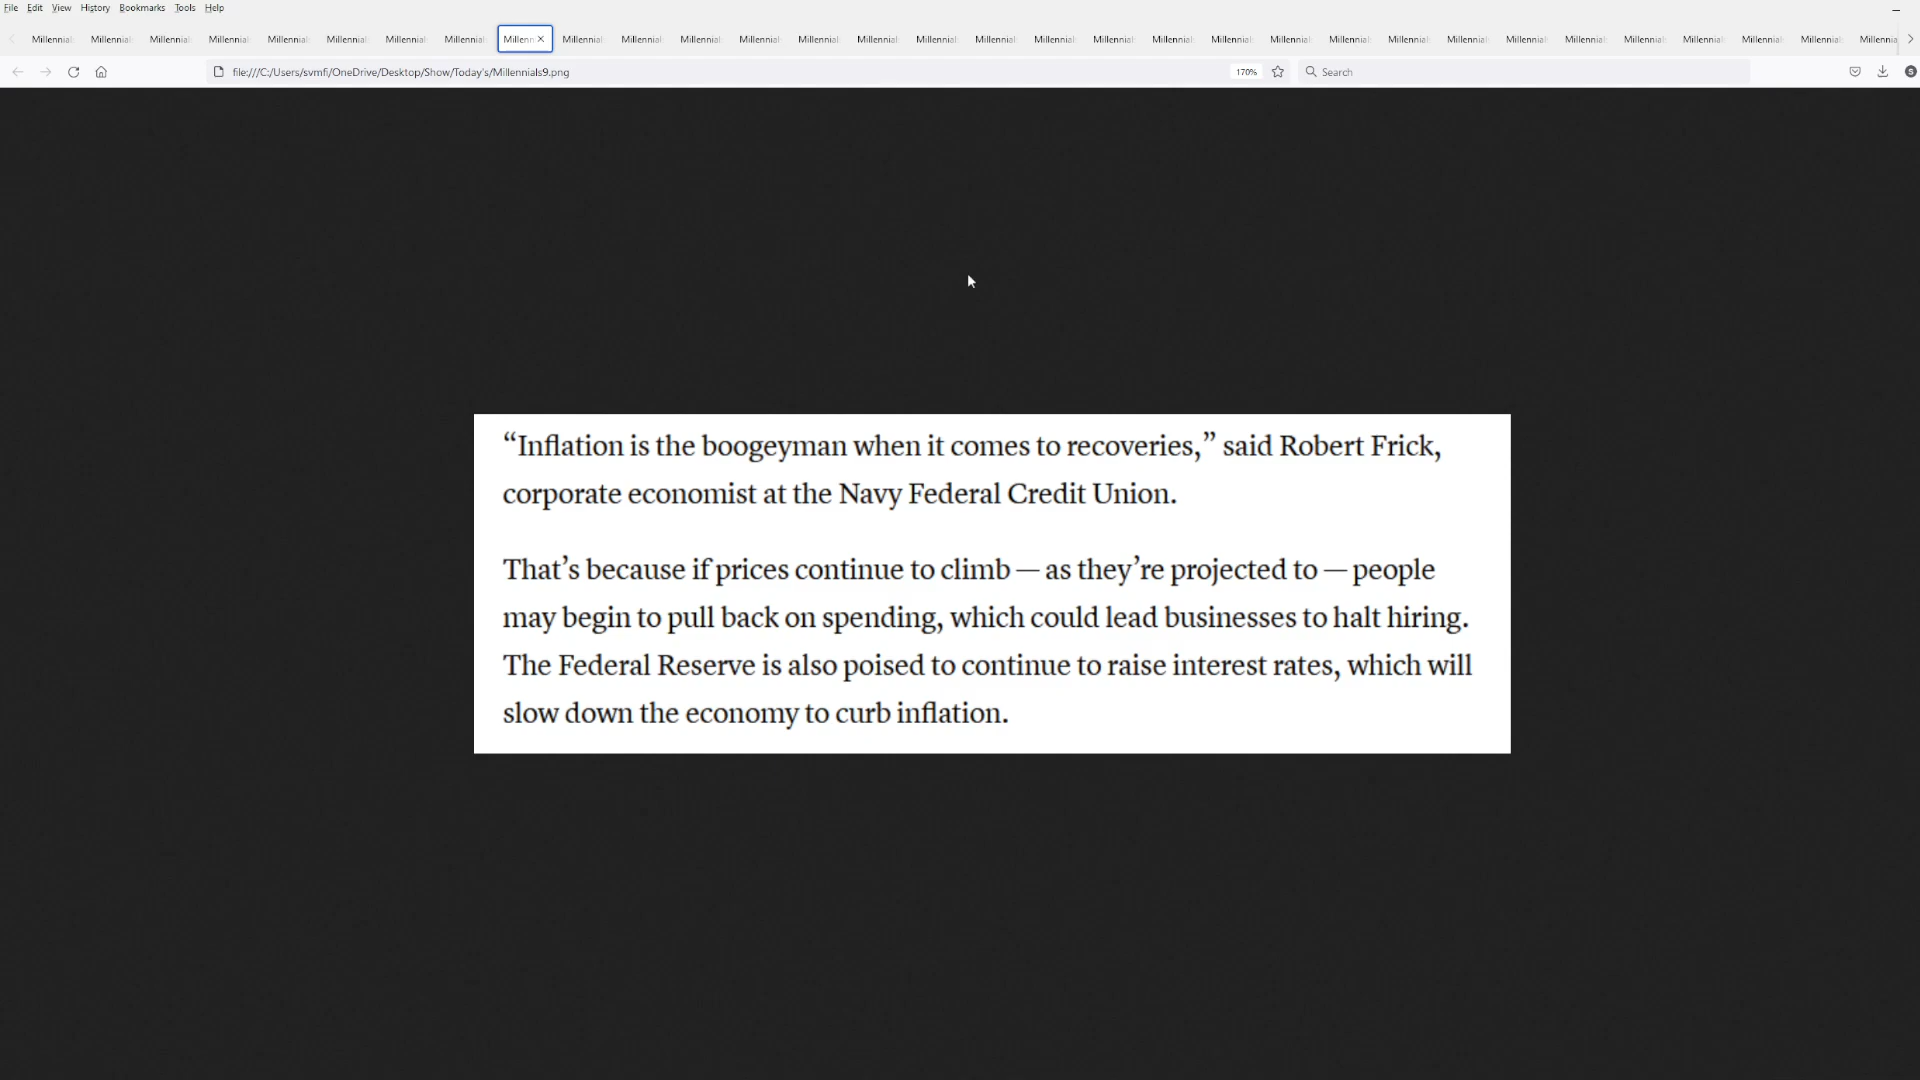 File Edit View History Bookmarks Tools Help
Millennial Millennial Millennial Millennial Millennial Millennial Millennial Millennial Millenn Millennial Millennial Millennial Millennial Millennial Millennial Millennial Millennial Millennial Millennial Millennial Millennial Millennial Millennial Millennial Millennial Millennial Millennial Millennial Millennial Millennial Millennial Millennia
file:///C:/Users/svmfi/OneDrive/Desktop/Show/Today's/Millennials9.png 170% Search S
“Inflation is the boogeyman when it comes to recoveries,” said Robert Frick,
corporate economist at the Navy Federal Credit Union.
That’s because if prices continue to climb — as they’re projected to — people
may begin to pull back on spending, which could lead businesses to halt hiring.
The Federal Reserve is also poised to continue to raise interest rates, which will
slow down the economy to curb inflation.